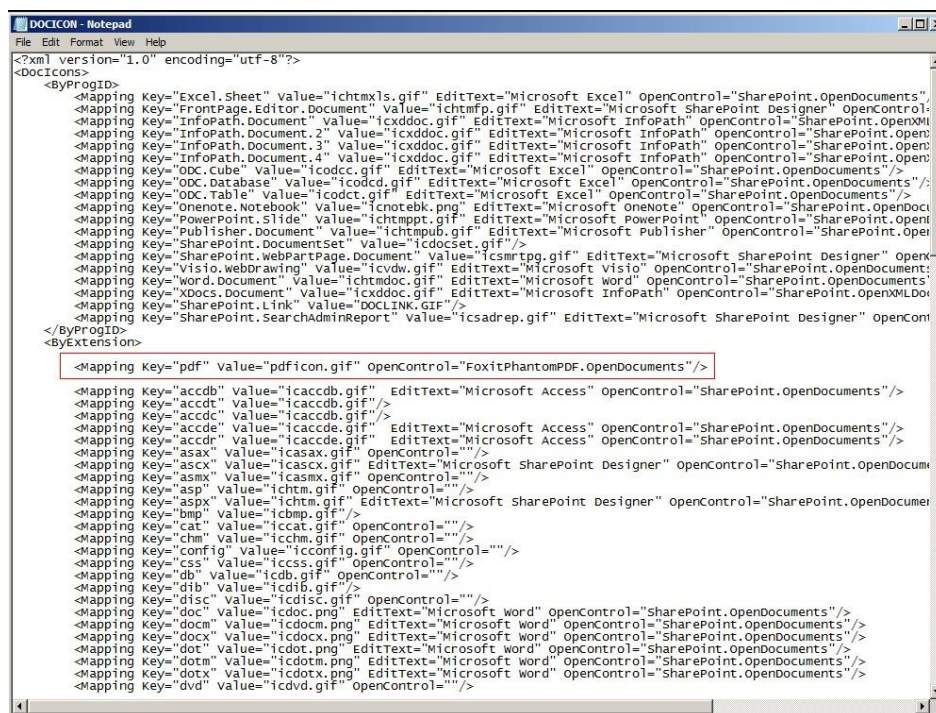 DOCICON - Notepad
File Edit Format View Help
<?xml version="1.0" encoding="utf-8"?>
<DocIcons>
<ByProgID>
<Mapping Key="Excel.Sheet" Value="ichtmxls.gif" EditText="Microsoft Excel" OpenControl="SharePoint.OpenDocuments"
<Mapping Key="FrontPage.Editor.Document" Value="ichtmfp.gif" EditText="Microsoft SharePoint Designer" OpenControl
<Mapping Key="InfoPath.Document" Value="icxddoc.gif" EditText="Microsoft InfoPath" OpenControl="SharePoint.OpenXML
<Mapping Key="InfoPath.Document.2" Value="icxddoc.gif" EditText="Microsoft InfoPath" OpenControl="SharePoint.Open
<Mapping Key="InfoPath.Document.3" Value="icxddoc.gif" EditText="Microsoft InfoPath" OpenControl="SharePoint.Open
<Mapping Key="InfoPath.Document.4" Value="icxddoc.gif" EditText="Microsoft InfoPath" OpenControl="SharePoint.Open
<Mapping Key="ODC.Cube" Value="icodcc.gif" EditText="Microsoft Excel" OpenControl="SharePoint.OpenDocuments"/>
<Mapping Key="ODC.Database" Value="icodcd.gif" EditText="Microsoft Excel" OpenControl="SharePoint.OpenDocuments"/>
<Mapping Key="ODC.Table" Value="icodct.gif" EditText="Microsoft Excel" OpenControl="SharePoint.OpenDocuments"/>
<Mapping Key="Onenote.Notebook" Value="icnotebk.png" EditText="Microsoft OneNote" OpenControl="SharePoint.OpenDocu
<Mapping Key="PowerPoint.Slide" Value="ichtmppt.gif" EditText="Microsoft PowerPoint" OpenControl="SharePoint.OpenD
<Mapping Key="Publisher.Document" Value="ichtmpub.gif" EditText="Microsoft Publisher" OpenControl="SharePoint.Oper
<Mapping Key="SharePoint.DocumentSet" Value="icdocset.gif"/>
<Mapping Key="SharePoint.WebPartPage.Document" Value="icsmrtpg.gif" EditText="Microsoft SharePoint Designer" Open
<Mapping Key="Visio.WebDrawing" Value="icvdw.gif" EditText="Microsoft Visio" OpenControl="SharePoint.OpenDocuments
<Mapping Key="Word.Document" Value="ichtmdoc.gif" EditText="Microsoft Word" OpenControl="SharePoint.OpenDocuments"
<Mapping Key="XDocs.Document" Value="icxddoc.gif" EditText="Microsoft InfoPath" OpenControl="SharePoint.OpenXMLDo
<Mapping Key="SharePoint.Link" Value="DOCLINK.GIF"/>
<Mapping Key="SharePoint.SearchAdminReport" Value="icsadrep.gif" EditText="Microsoft SharePoint Designer" OpenCont
</ByProgID>
<ByExtension>
<Mapping Key="pdf" Value="pdficon.gif" OpenControl="FoxitPhantomPDF.OpenDocuments"/>
<Mapping Key="accdb" Value="icaccdb.gif" EditText="Microsoft Access" OpenControl="SharePoint.OpenDocuments"/>
<Mapping Key="accdt" Value="icaccdb.gif"/>
<Mapping Key="accdc" Value="icaccdb.gif"/>
<Mapping Key="accde" Value="icaccde.gif" EditText="Microsoft Access" OpenControl="SharePoint.OpenDocuments"/>
<Mapping Key="accdr" Value="icaccde.gif" EditText="Microsoft Access" OpenControl="SharePoint.OpenDocuments"/>
<Mapping Key="asax" Value="icasax.gif" OpenControl=""/>
<Mapping Key="ascx" Value="icascx.gif" EditText="Microsoft SharePoint Designer" OpenControl="SharePoint.OpenDocume
<Mapping Key="asmx" Value="icasmx.gif" OpenControl=""/>
<Mapping Key="asp" Value="ichtm.gif" OpenControl=""/>
<Mapping Key="aspx" Value="ichtm.gif" EditText="Microsoft SharePoint Designer" OpenControl="SharePoint.OpenDocumer
<Mapping Key="bmp" Value="icbmp.gif"/>
<Mapping Key="cat" Value="iccat.gif" OpenControl=""/>
<Mapping Key="chm" Value="icchm.gif" OpenControl=""/>
<Mapping Key="config" Value="icconfig.gif" OpenControl=""/>
<Mapping Key="css" Value="iccss.gif" OpenControl=""/>
<Mapping Key="db" Value="icdb.gif" OpenControl=""/>
<Mapping Key="dib" Value="icdib.gif"/>
<Mapping Key="disc" Value="icdisc.gif" OpenControl=""/>
<Mapping Key="doc" Value="icdoc.png" EditText="Microsoft Word" OpenControl="SharePoint.OpenDocuments"/>
<Mapping Key="docm" Value="icdocm.png" EditText="Microsoft Word" OpenControl="SharePoint.OpenDocuments"/>
<Mapping Key="docx" Value="icdocx.png" EditText="Microsoft Word" OpenControl="SharePoint.OpenDocuments"/>
<Mapping Key="dot" Value="icdot.png" EditText="Microsoft Word" OpenControl="SharePoint.OpenDocuments"/>
<Mapping Key="dotm" Value="icdotm.png" EditText="Microsoft Word" OpenControl="SharePoint.OpenDocuments"/>
<Mapping Key="dotx" Value="icdotx.png" EditText="Microsoft Word" OpenControl="SharePoint.OpenDocuments"/>
<Mapping Key="dvd" Value="icdvd.gif" OpenControl=""/>